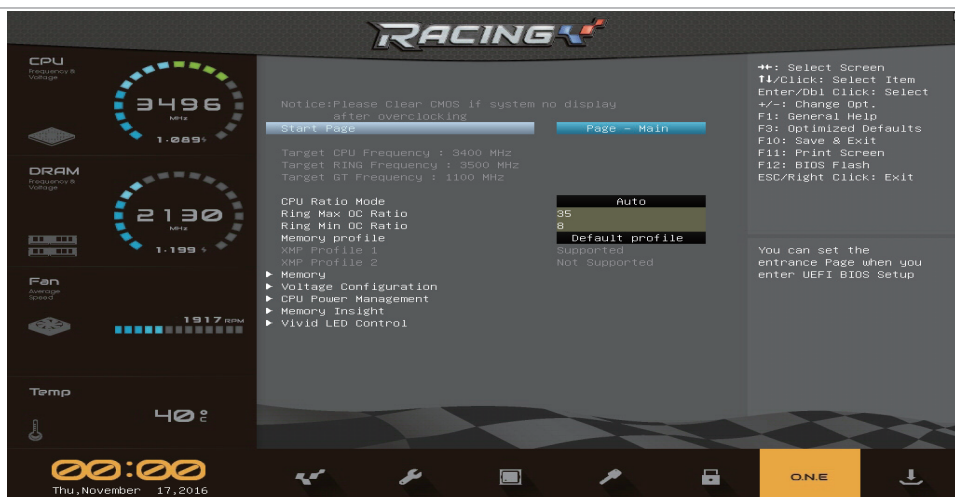 RACING
CPU
Frequency &
Voltage
3496
MHz
1.089
DRAM
Frequency &
Voltage
2130
MHz
1.199
Fan
Average
Speed
1917 RPM
Temp
40 °C
Notice:Please Clear CMOS if system no display
after overclocking
Start Page Page - Main
Target CPU Frequency : 3400 MHz
Target RING Frequency : 3500 MHz
Target GT Frequency : 1100 MHz
CPU Ratio Mode Auto
Ring Max OC Ratio 35
Ring Min OC Ratio 8
Memory profile Default profile
XMP Profile 1 Supported
XMP Profile 2 Not Supported
Memory
Voltage Configuration
CPU Power Management
Memory Insight
Vivid LED Control
→←: Select Screen
↑↓/Click: Select Item
Enter/Dbl Click: Select
+/-: Change Opt.
F1: General Help
F3: Optimized Defaults
F10: Save & Exit
F11: Print Screen
F12: BIOS Flash
ESC/Right Click: Exit
You can set the
entrance Page when you
enter UEFI BIOS Setup
00:00
Thu,November 17,2016
O.N.E